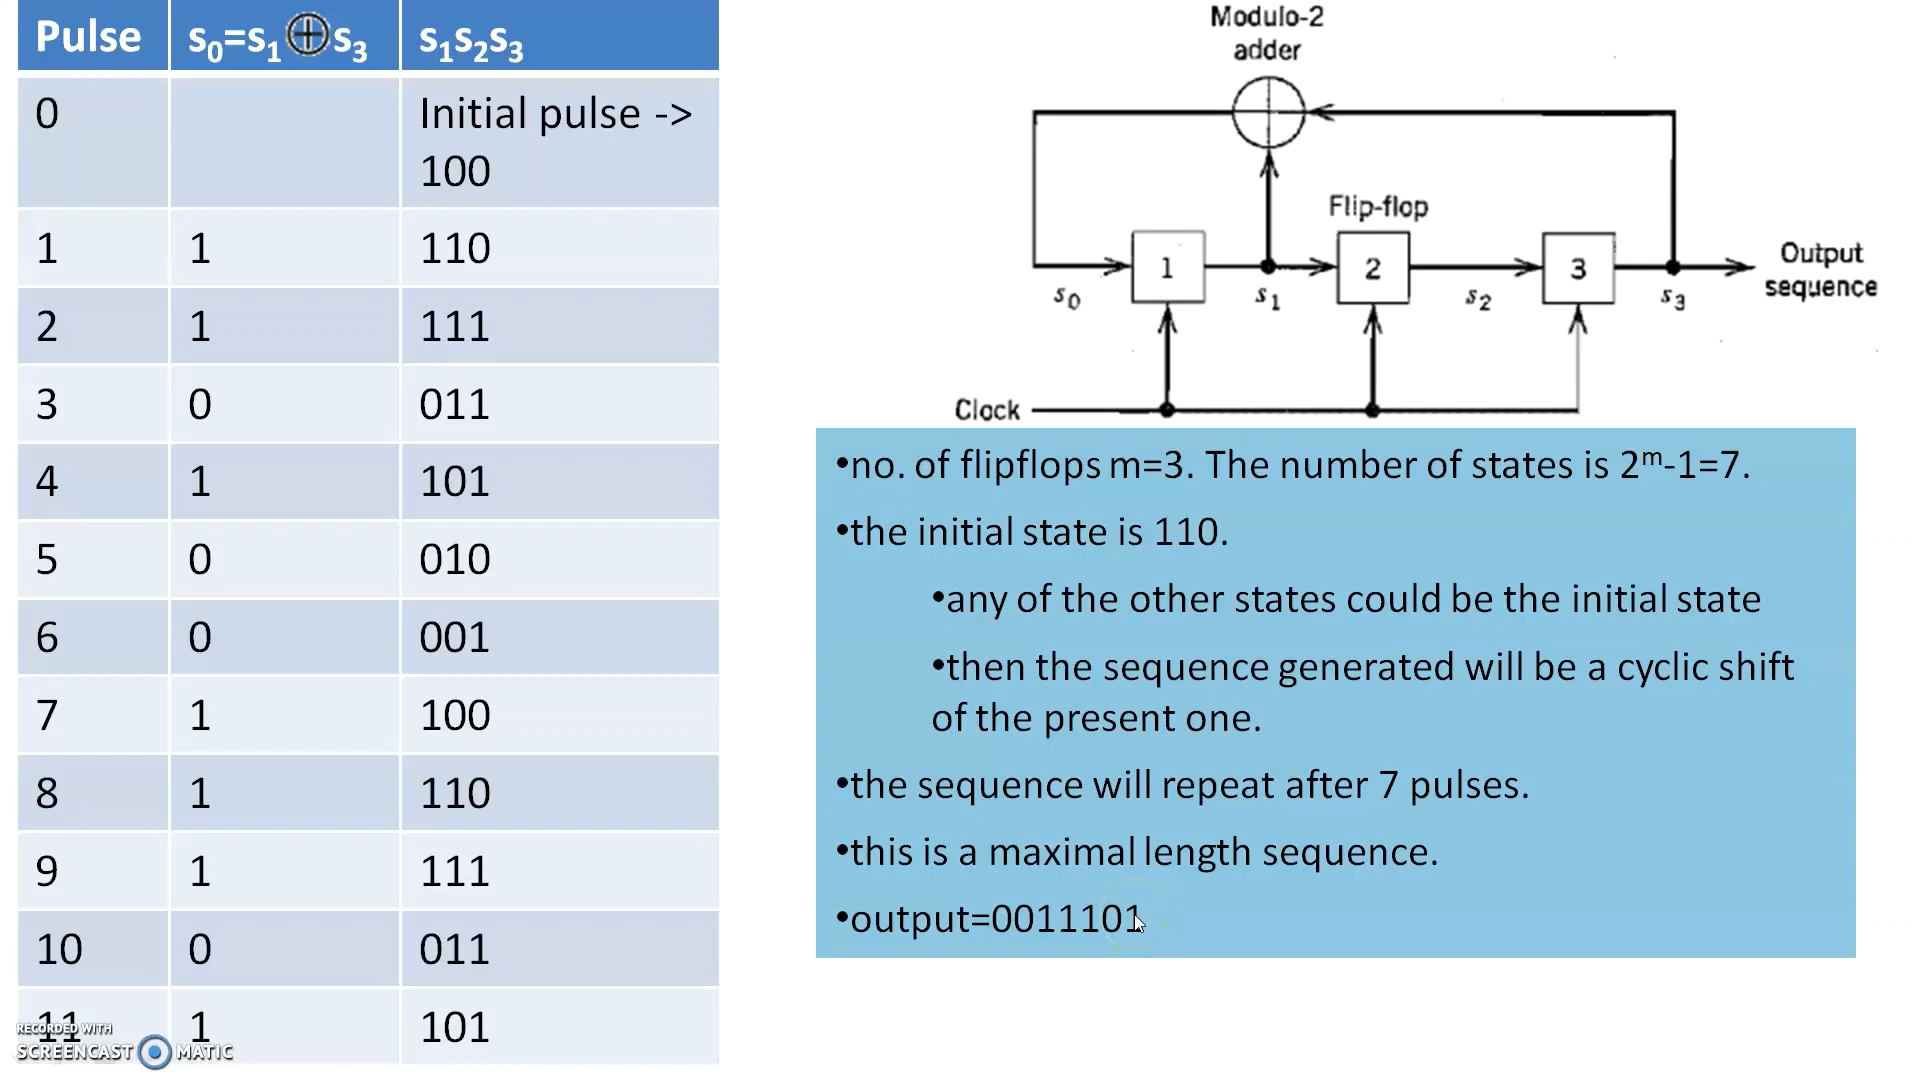 Pulse s₀=s₁⊕s₃ s₁s₂s₃
0 Initial pulse ->
100
1 1 110
2 1 111
3 0 011
4 1 101
5 0 010
6 0 001
7 1 100
8 1 110
9 1 111
10 0 011
11 1 101
RECORDED WITH
SCREENCAST MATIC
Modulo-2
adder
Flip-flop
1 2 3
Output
sequence
s₀ s₁ s₂ s₃
Clock
•no. of flipflops m=3. The number of states is 2ᵐ-1=7.
•the initial state is 110.
•any of the other states could be the initial state
•then the sequence generated will be a cyclic shift
of the present one.
•the sequence will repeat after 7 pulses.
•this is a maximal length sequence.
•output=0011101